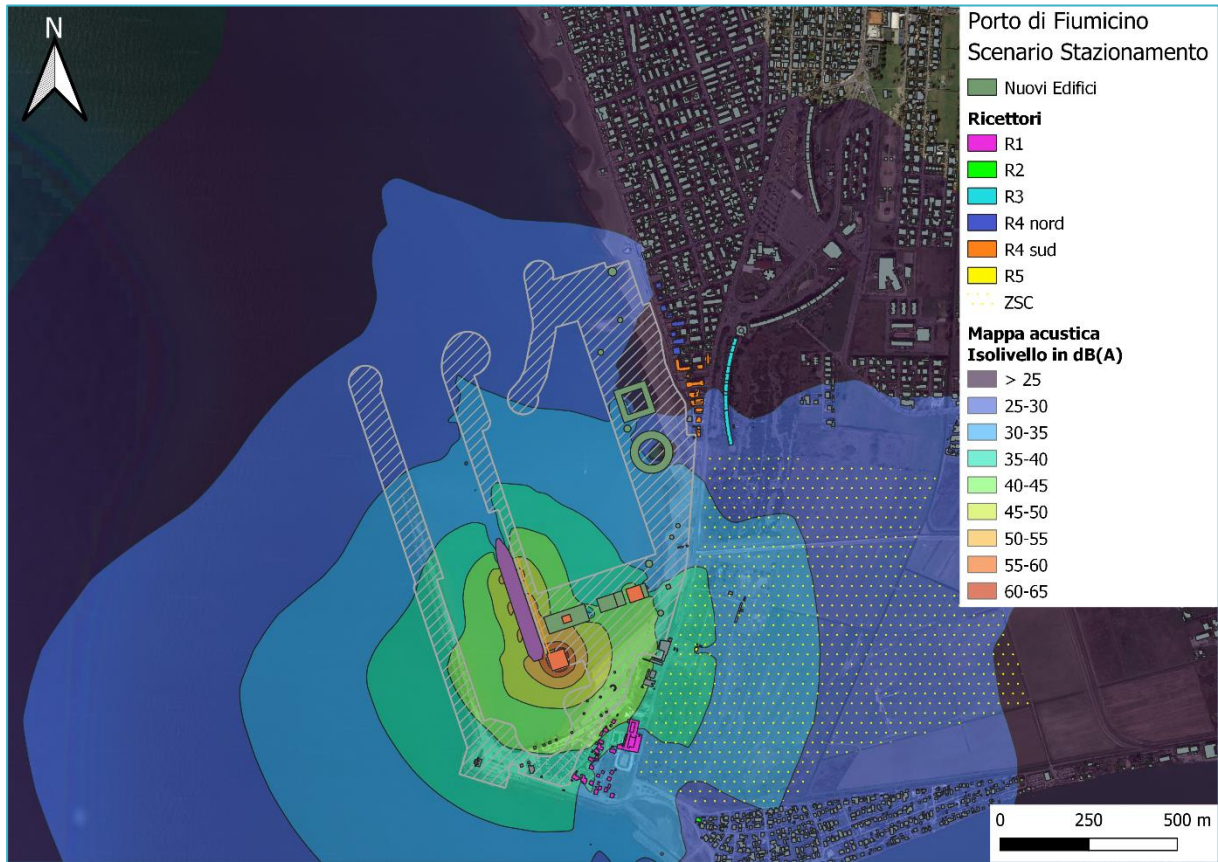 N
Porto di Fiumicino
Scenario Stazionamento
Nuovi Edifici
Ricettori
R1
R2
R3
R4 nord
R4 sud
R5
ZSC
Mappa acustica
Isolivello in dB(A)
> 25
25-30
30-35
35-40
40-45
45-50
50-55
55-60
60-65
0 250 500 m